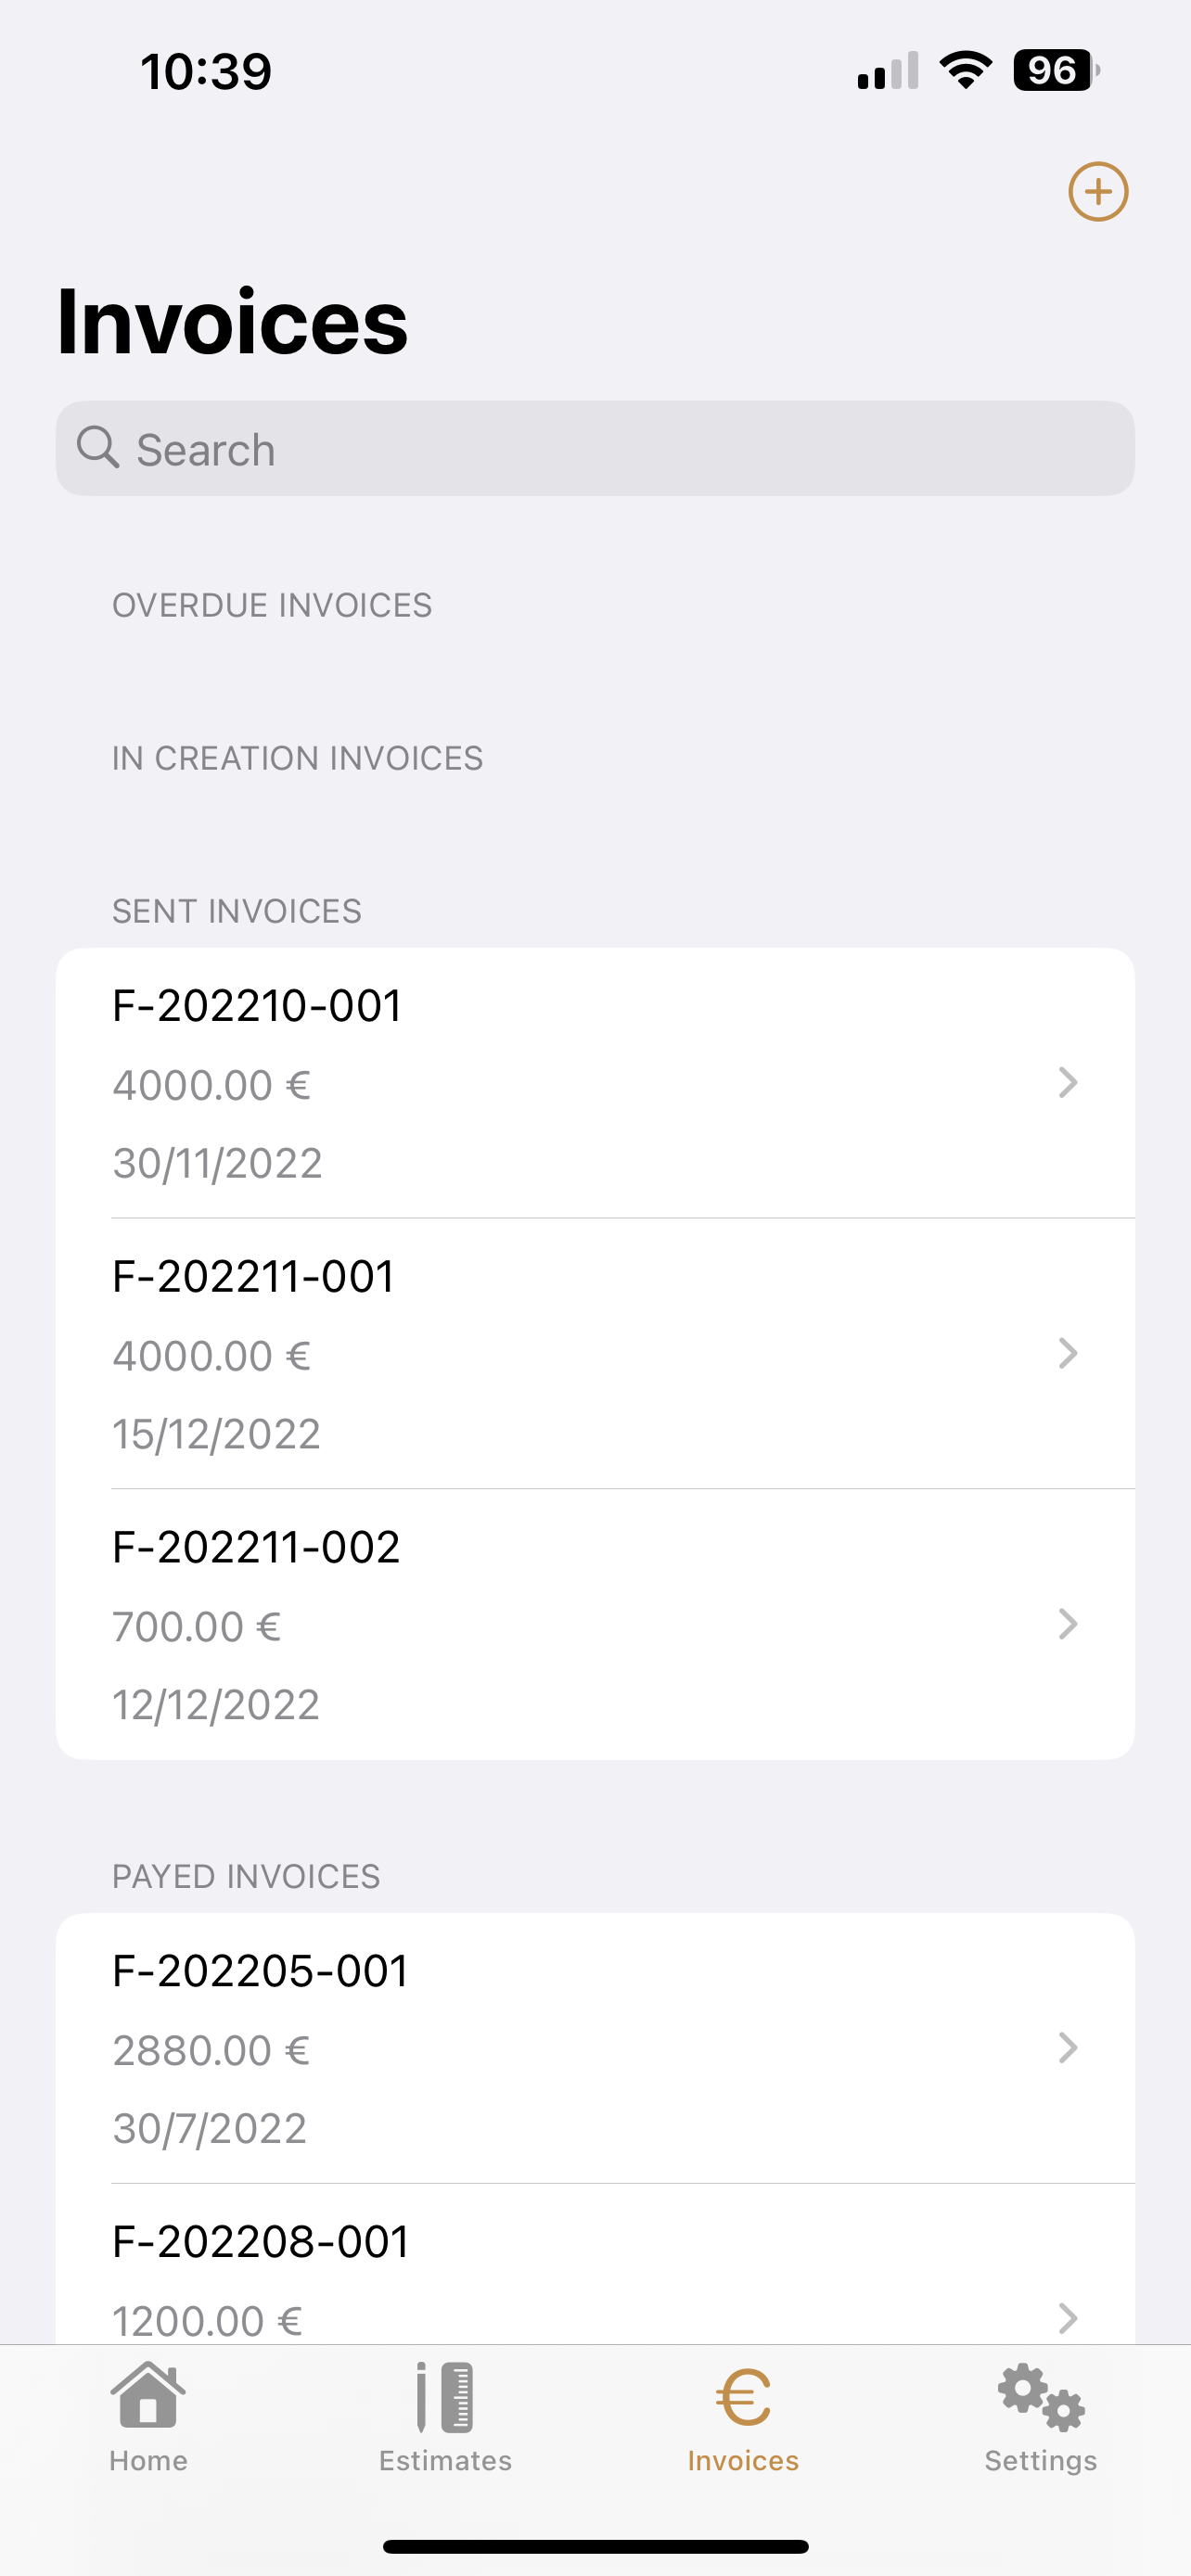 10:39
96
Invoices
Search
OVERDUE INVOICES
IN CREATION INVOICES
SENT INVOICES
F-202210-001
4000.00 €
30/11/2022
F-202211-001
4000.00 €
15/12/2022
F-202211-002
700.00 €
12/12/2022
PAYED INVOICES
F-202205-001
2880.00 €
30/7/2022
F-202208-001
1200.00 €
Home
Estimates
Invoices
Settings